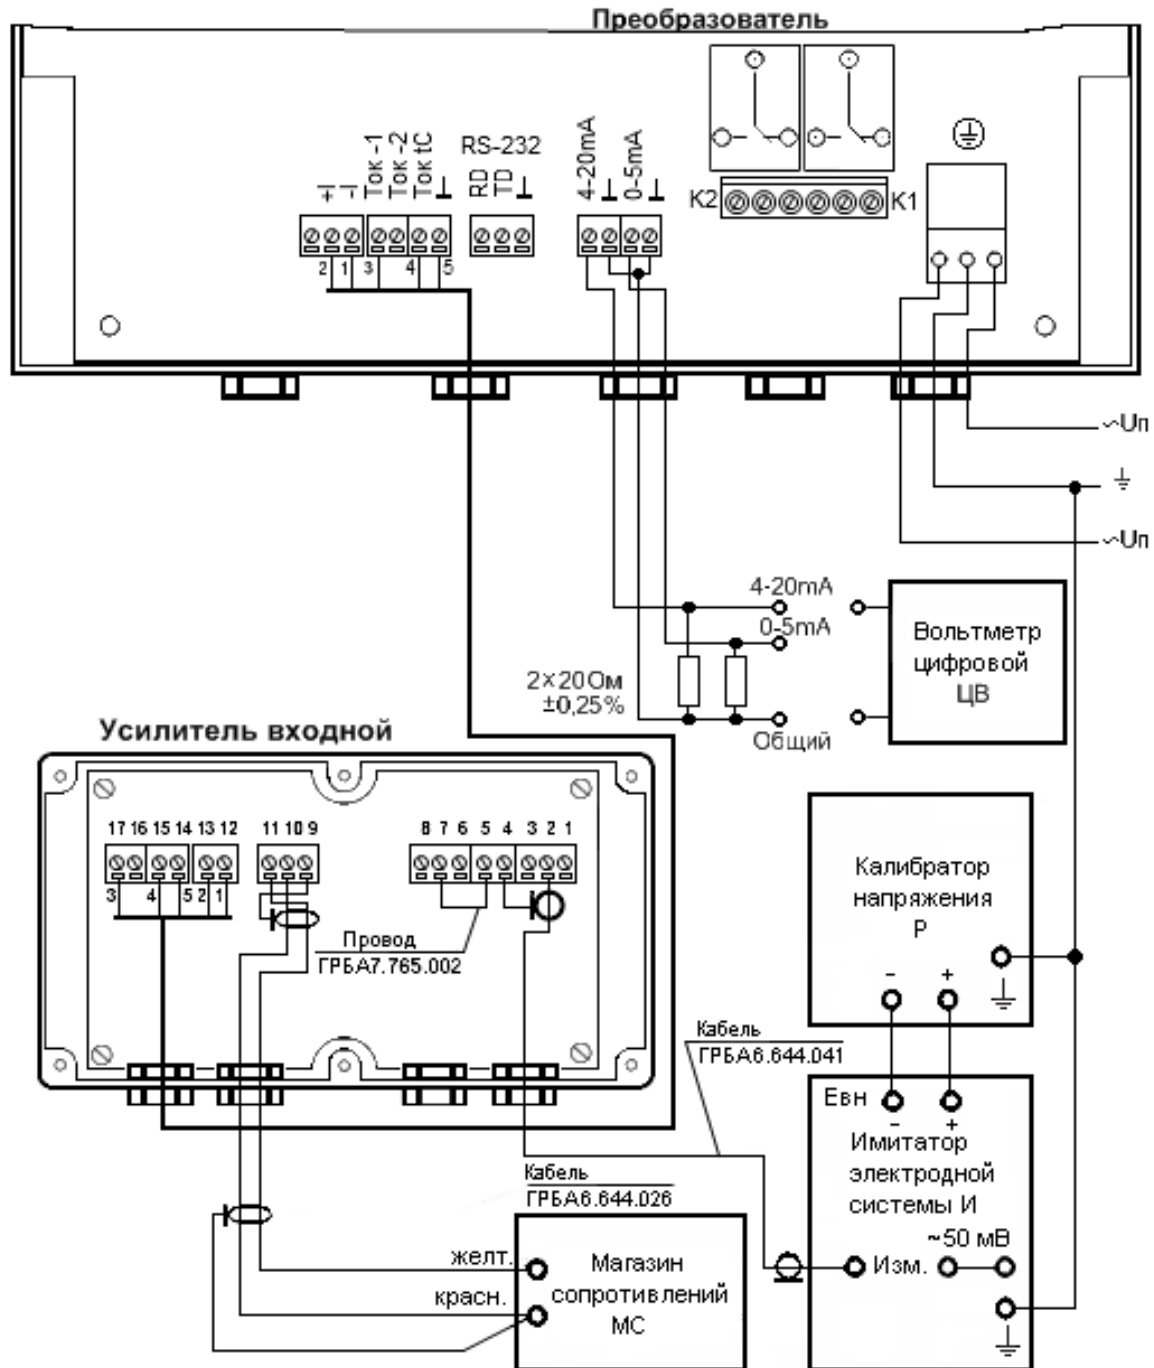 Преобразователь
+I
-I
Ток -1
Ток -2
Ток tC
RS-232
RD
TD
4-20mA
0-5mA
K2
K1
2 1 3 4 5
~Uп
~Uп
4-20mA
0-5mA
2×20Ом
±0,25%
Общий
Вольтметр
цифровой
ЦВ
Усилитель входной
17 16 15 14 13 12 11 10 9 8 7 6 5 4 3 2 1
3 4 5 2 1
Провод
ГРБА7.765.002
Калибратор
напряжения
Р
- +
Кабель
ГРБА6.644.041
Евн
- +
Имитатор
электродной
системы И
~50 мВ
Изм.
Кабель
ГРБА6.644.026
желт.
красн.
Магазин
сопротивлений
МС